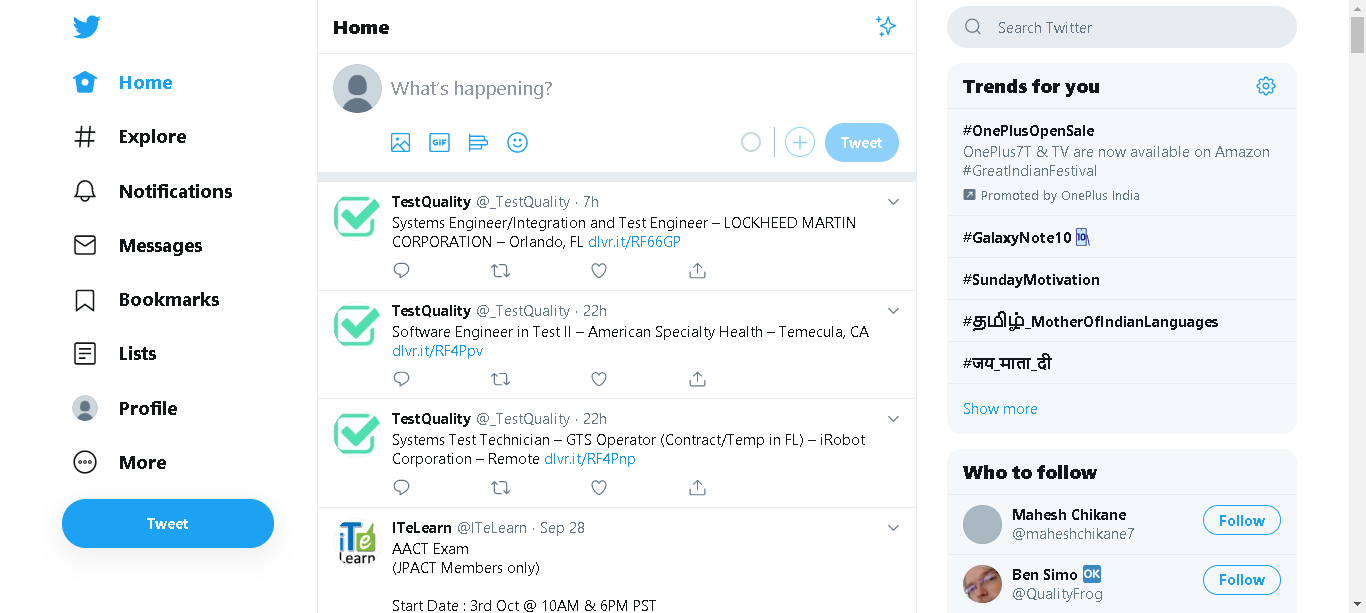 Home
Explore
Notifications
Messages
Bookmarks
Lists
Profile
More
Tweet
Home
What's happening?
GIF
Tweet
TestQuality @_TestQuality · 7h
Systems Engineer/Integration and Test Engineer – LOCKHEED MARTIN
CORPORATION – Orlando, FL dlvr.it/RF66GP
TestQuality @_TestQuality · 22h
Software Engineer in Test II – American Specialty Health – Temecula, CA
dlvr.it/RF4Ppv
TestQuality @_TestQuality · 22h
Systems Test Technician – GTS Operator (Contract/Temp in FL) – iRobot
Corporation – Remote dlvr.it/RF4Pnp
iTe Learn
ITeLearn @ITeLearn · Sep 28
AACT Exam
(JPACT Members only)
Start Date : 3rd Oct @ 10AM & 6PM PST
Search Twitter
Trends for you
#OnePlusOpenSale
OnePlus7T & TV are now available on Amazon
#GreatIndianFestival
Promoted by OnePlus India
#GalaxyNote10 10
#SundayMotivation
#தமிழ்_MotherOfIndianLanguages
#जय_माता_दी
Show more
Who to follow
Mahesh Chikane
@maheshchikane7
Follow
Ben Simo OK
@QualityFrog
Follow